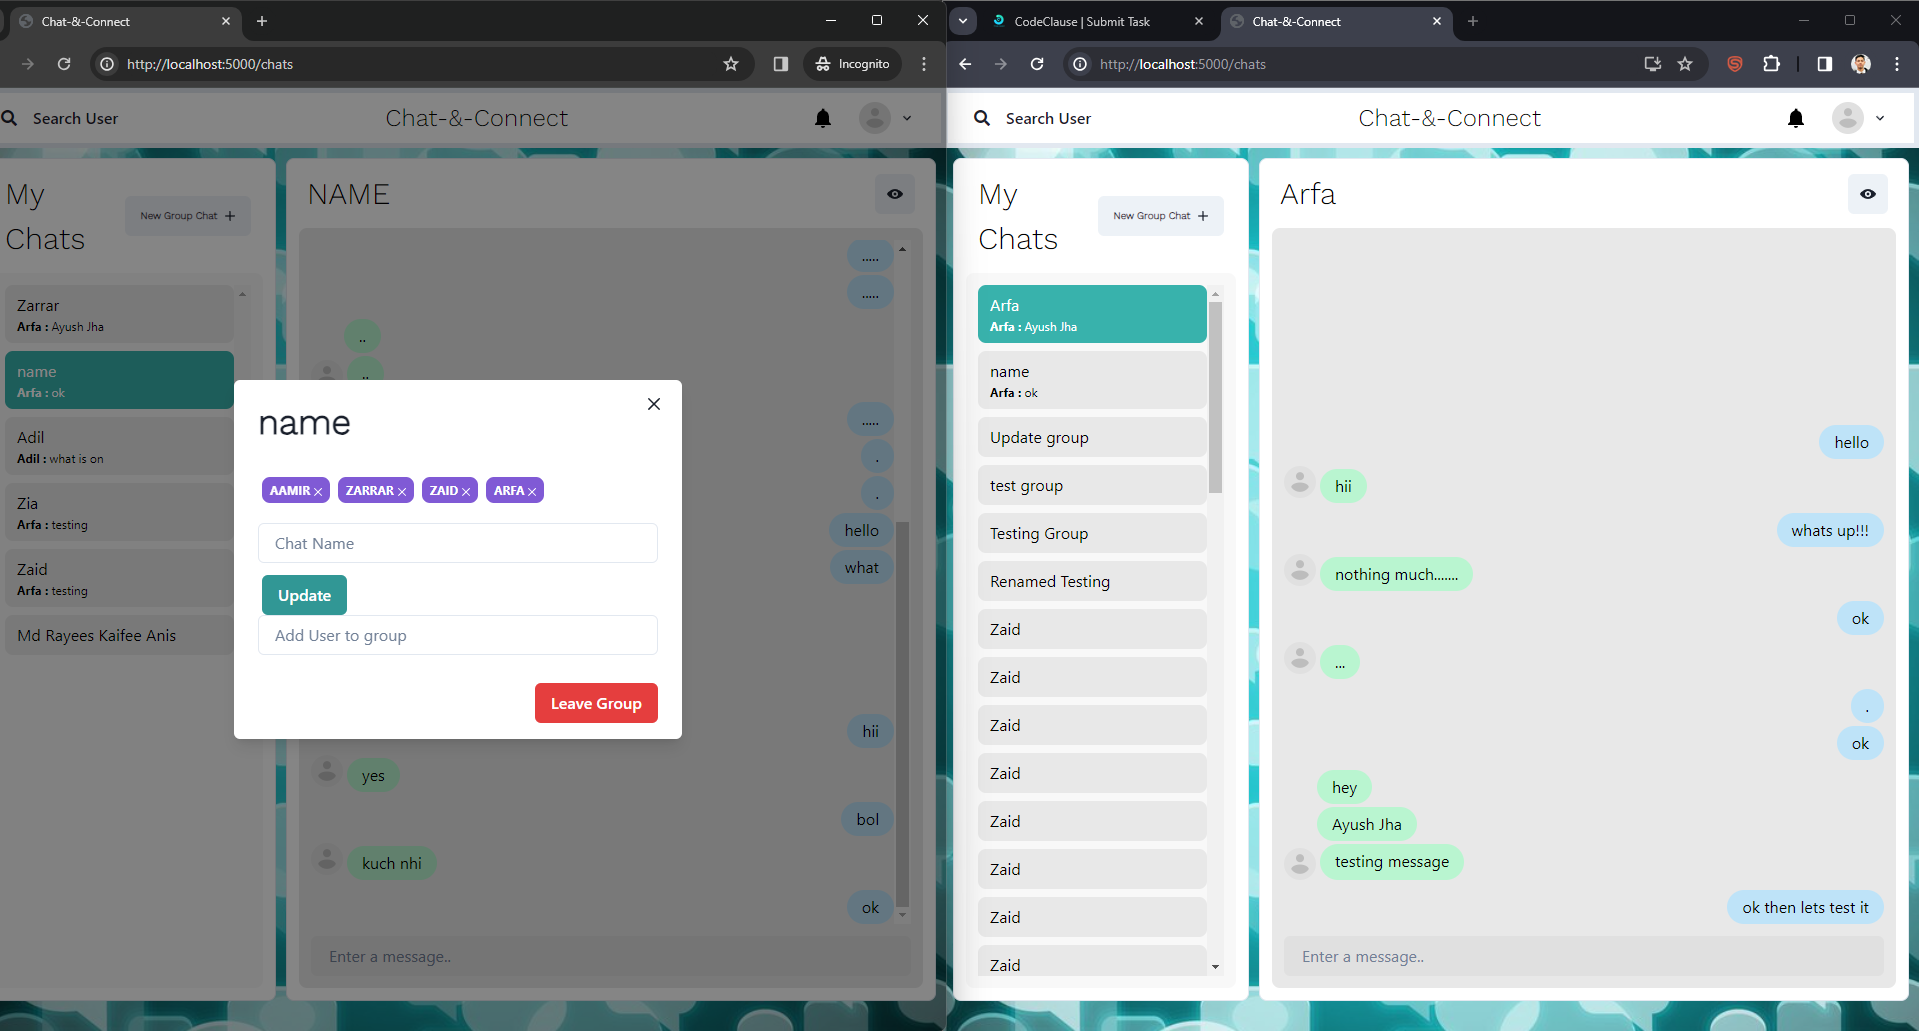 Chat-&-Connect
http://localhost:5000/chats
Incognito
Search User
Chat-&-Connect
My
Chats
New Group Chat +
Zarrar
Arfa : Ayush Jha
name
Arfa : ok
Adil
Adil : what is on
Zia
Arfa : testing
Zaid
Arfa : testing
Md Rayees Kaifee Anis
NAME
.....
.....
..
..
.....
.
.
hello
what
hii
yes
bol
kuch nhi
ok
Enter a message..
name
AAMIR
ZARRAR
ZAID
ARFA
Chat Name
Update
Add User to group
Leave Group
CodeClause | Submit Task
Chat-&-Connect
http://localhost:5000/chats
Search User
Chat-&-Connect
My
Chats
New Group Chat +
Arfa
Arfa : Ayush Jha
name
Arfa : ok
Update group
test group
Testing Group
Renamed Testing
Zaid
Zaid
Zaid
Zaid
Zaid
Zaid
Zaid
Zaid
Arfa
hello
hii
whats up!!!
nothing much.......
ok
...
.
ok
hey
Ayush Jha
testing message
ok then lets test it
Enter a message..